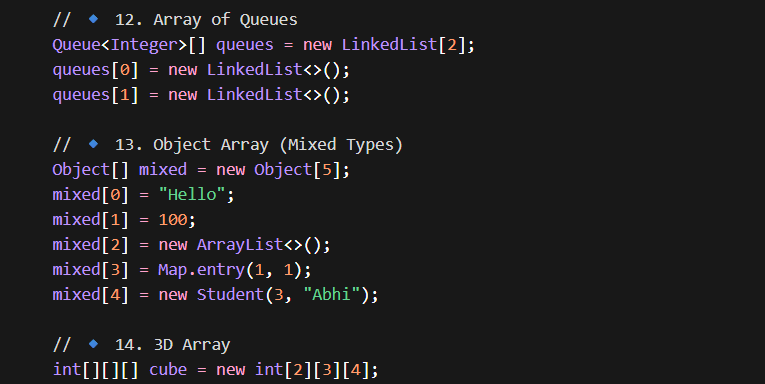 // 🔹 12. Array of Queues
Queue<Integer>[] queues = new LinkedList[2];
queues[0] = new LinkedList<>();
queues[1] = new LinkedList<>();
// 🔹 13. Object Array (Mixed Types)
Object[] mixed = new Object[5];
mixed[0] = "Hello";
mixed[1] = 100;
mixed[2] = new ArrayList<>();
mixed[3] = Map.entry(1, 1);
mixed[4] = new Student(3, "Abhi");
// 🔹 14. 3D Array
int[][][] cube = new int[2][3][4];